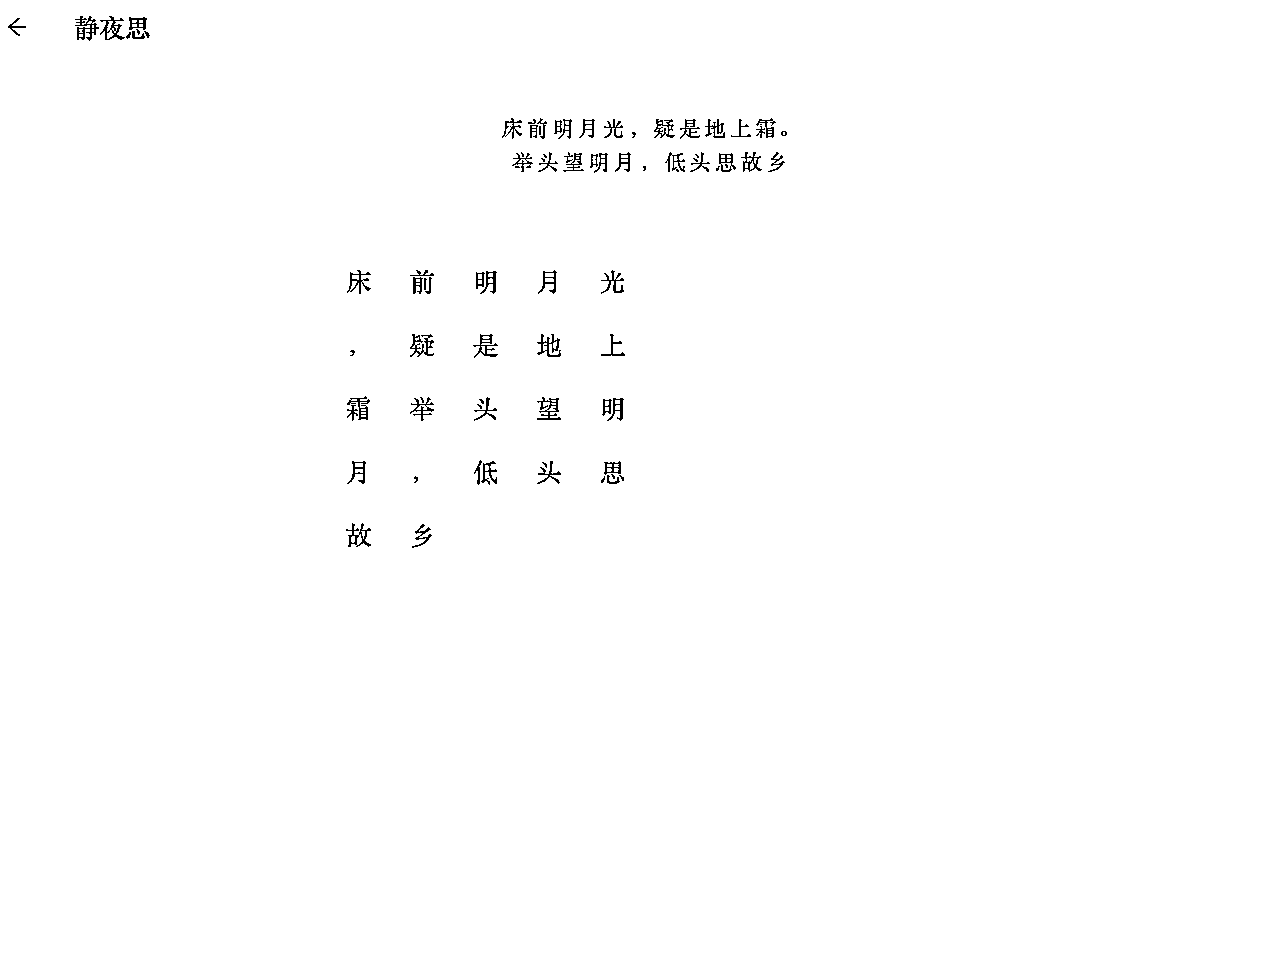 静夜思
床前明月光，疑是地上霜。
举头望明月，低头思故乡
床 前 明 月 光
， 疑 是 地 上
霜 举 头 望 明
月 ， 低 头 思
故 乡